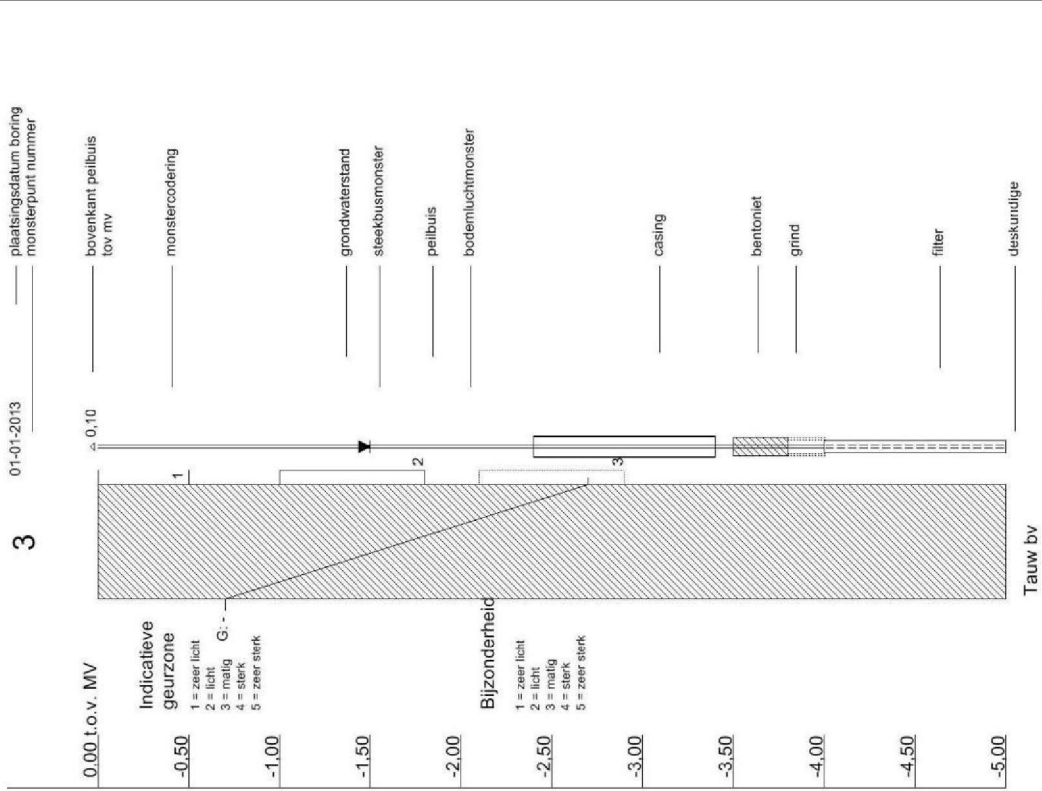 3
01-01-2013
plaatsingsdatum boring
monsterpunt nummer
0,10
bovenkant peilbuis
tov mv
0.00 t.o.v. MV
-0,50
-1,00
-1,50
-2,00
-2,50
-3,00
-3,50
-4,00
-4,50
-5,00
Indicatieve
geurzone
1 = zeer licht
2 = licht
3 = matig
4 = sterk
5 = zeer sterk
G: -
Bijzonderheid
1 = zeer licht
2 = licht
3 = matig
4 = sterk
5 = zeer sterk
1
2
3
monstercodering
grondwaterstand
steekbusmonster
peilbuis
bodemluchtmonster
casing
bentoniet
grind
filter
deskundige
Tauw bv